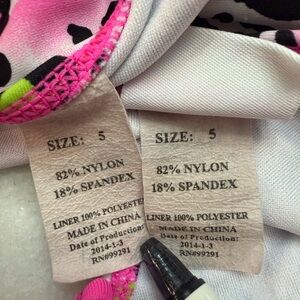 SIZE: 5
82% NYLON
18% SPANDEX
LINER 100% POLYESTER
MADE IN CHINA
Date of Production:
2014-1-3
RN#99291
SIZE: 5
82% NYLON
18% SPANDEX
LINER 100% POLYESTER
MADE IN CHINA
Date of Production:
2014-1-3
RN#99291